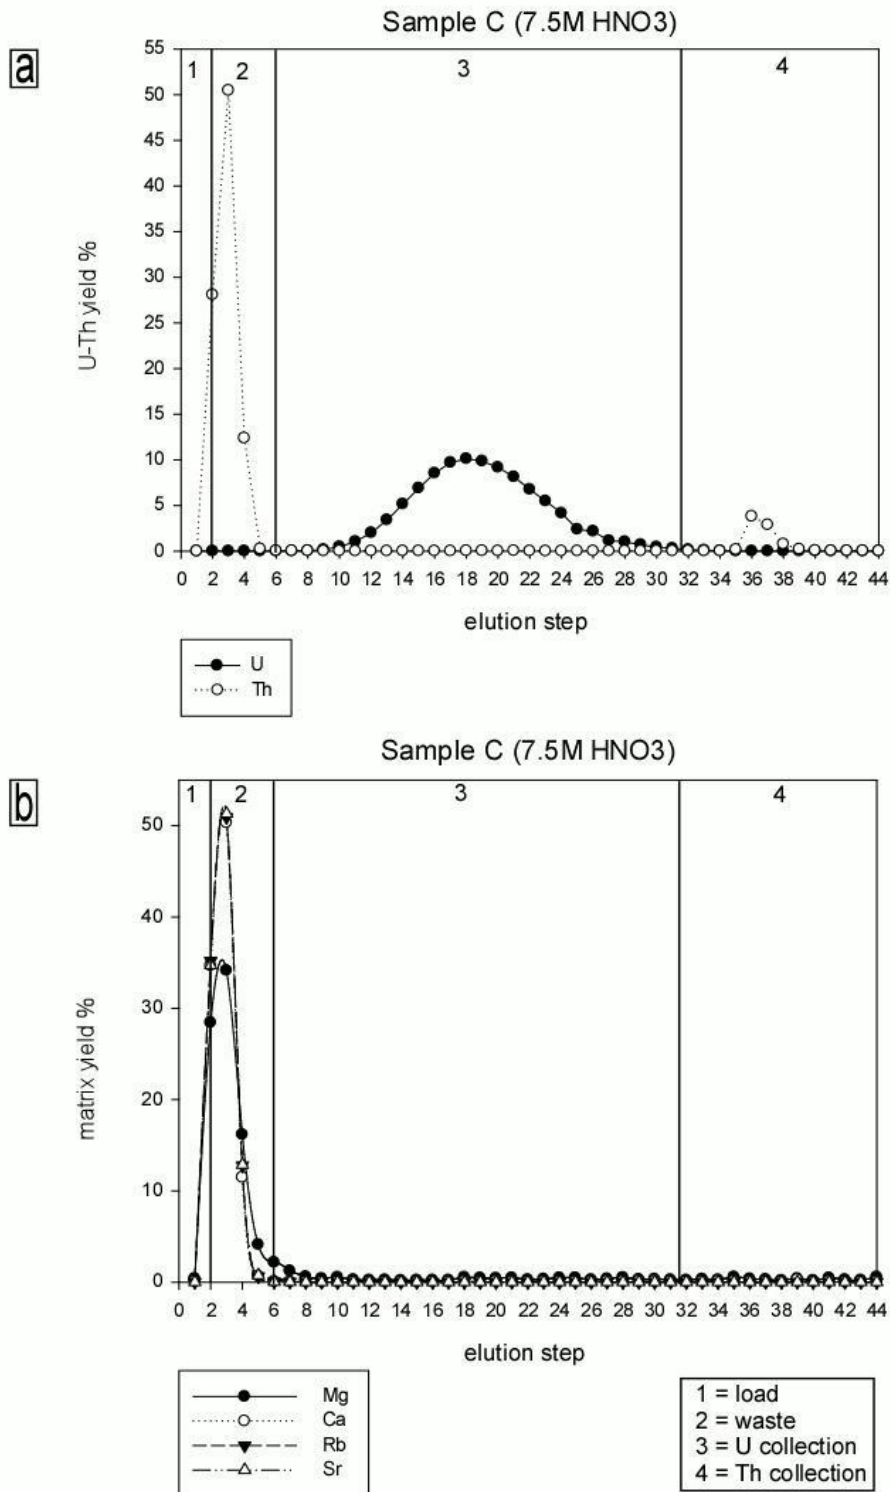 Sample C (7.5M HNO3)
a
1 2 3 4
55
50
45
40
35
30
25
20
15
10
5
0
U-Th yield %
0 2 4 6 8 10 12 14 16 18 20 22 24 26 28 30 32 34 36 38 40 42 44
elution step
U
Th
Sample C (7.5M HNO3)
b
1 2 3 4
50
40
30
20
10
0
matrix yield %
0 2 4 6 8 10 12 14 16 18 20 22 24 26 28 30 32 34 36 38 40 42 44
elution step
Mg
Ca
Rb
Sr
1 = load
2 = waste
3 = U collection
4 = Th collection